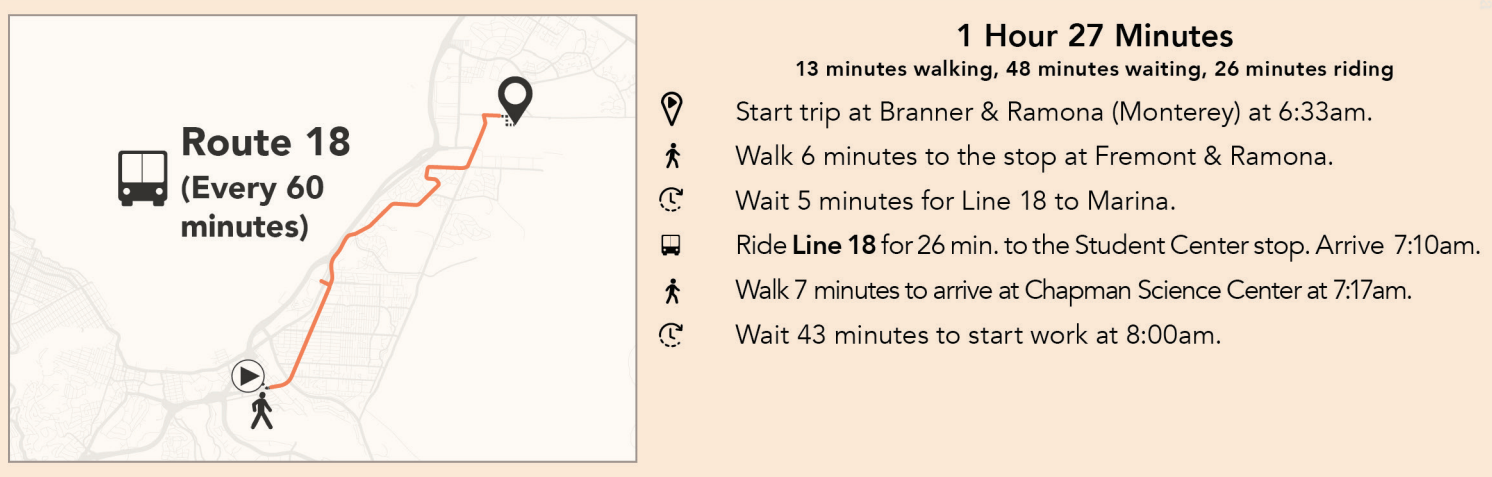 Route 18
(Every 60
minutes)
1 Hour 27 Minutes
13 minutes walking, 48 minutes waiting, 26 minutes riding
Start trip at Branner & Ramona (Monterey) at 6:33am.
Walk 6 minutes to the stop at Fremont & Ramona.
Wait 5 minutes for Line 18 to Marina.
Ride Line 18 for 26 min. to the Student Center stop. Arrive 7:10am.
Walk 7 minutes to arrive at Chapman Science Center at 7:17am.
Wait 43 minutes to start work at 8:00am.